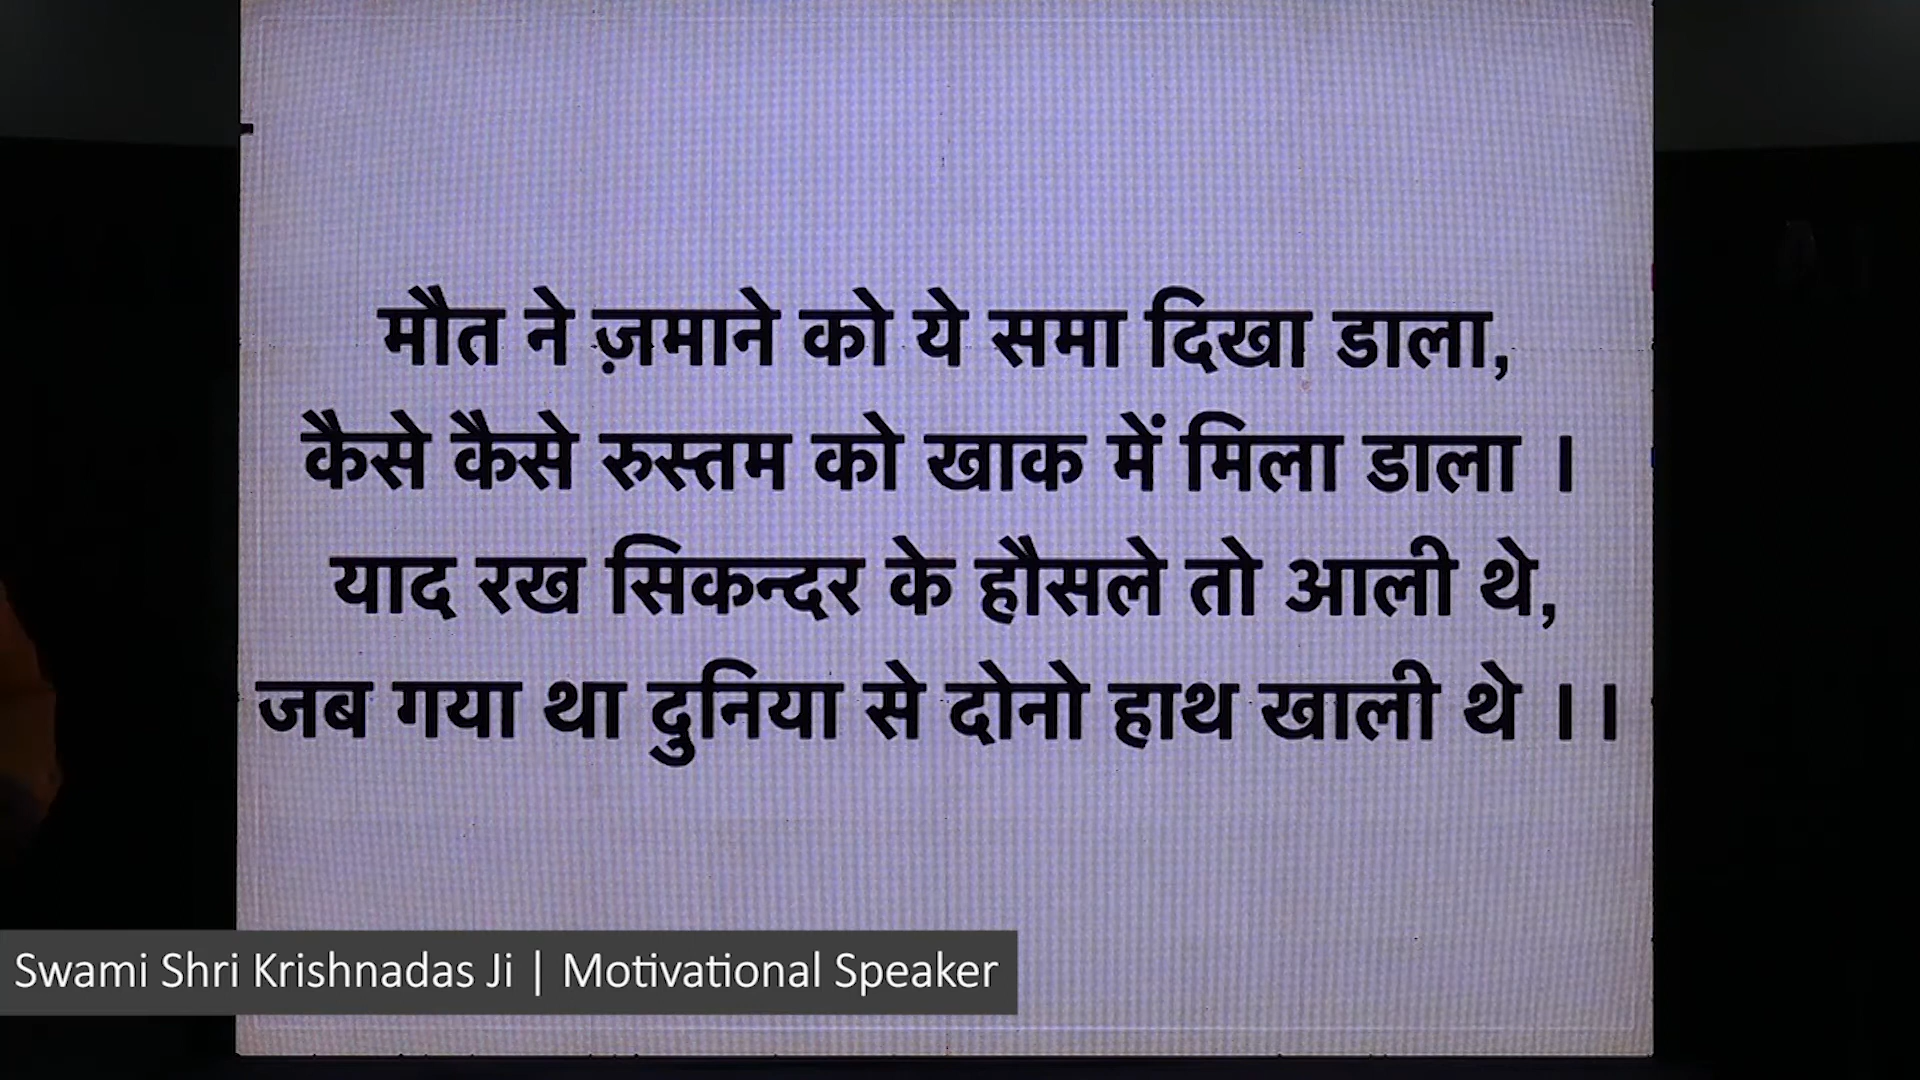 मौत ने ज़माने को ये समा दिखा डाला,
कैसे कैसे रुस्तम को खाक में मिला डाला ।
याद रख सिकन्दर के हौसले तो आली थे,
जब गया था दुनिया से दोनो हाथ खाली थे ।।
Swami Shri Krishnadas Ji | Motivational Speaker